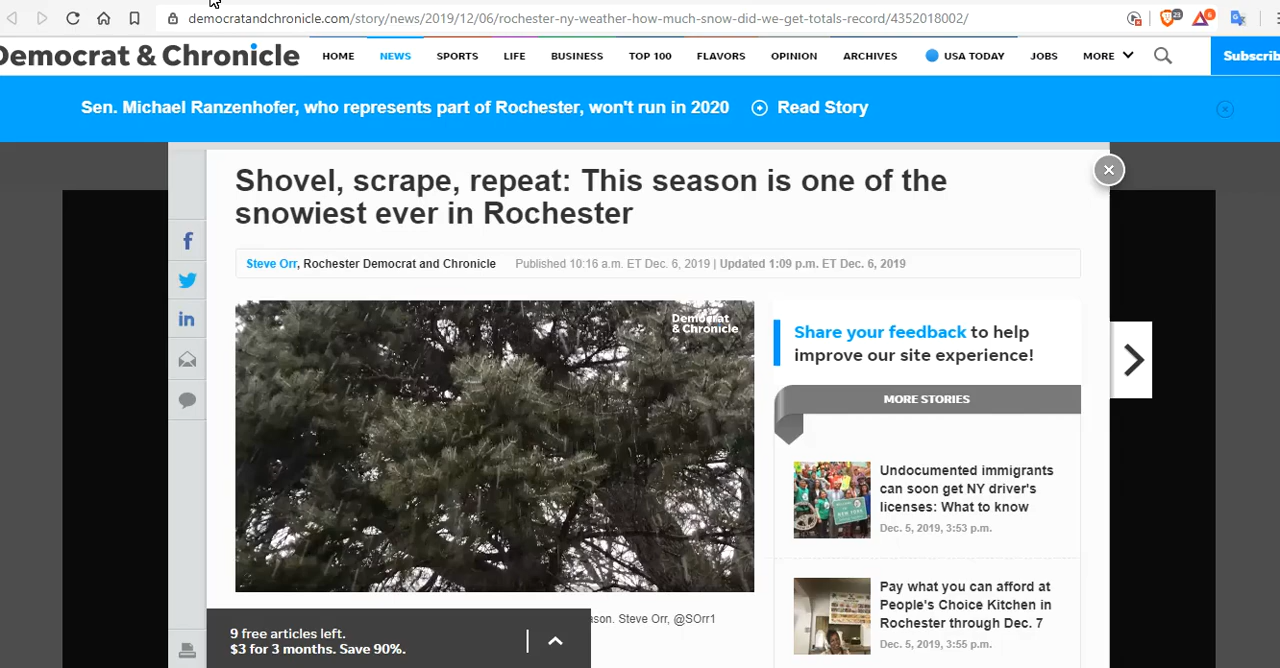 democratandchronicle.com/story/news/2019/12/06/rochester-ny-weather-how-much-snow-did-we-get-totals-record/4352018002/
23
6
Democrat & Chronicle
HOME NEWS SPORTS LIFE BUSINESS TOP 100 FLAVORS OPINION ARCHIVES USA TODAY JOBS MORE
Subscrib
Sen. Michael Ranzenhofer, who represents part of Rochester, won't run in 2020 Read Story
Shovel, scrape, repeat: This season is one of the
snowiest ever in Rochester
Steve Orr, Rochester Democrat and Chronicle Published 10:16 a.m. ET Dec. 6, 2019 | Updated 1:09 p.m. ET Dec. 6, 2019
Democrat
& Chronicle
ason. Steve Orr, @SOrr1
Share your feedback to help
improve our site experience!
MORE STORIES
Undocumented immigrants
can soon get NY driver's
licenses: What to know
Dec. 5, 2019, 3:53 p.m.
Pay what you can afford at
People's Choice Kitchen in
Rochester through Dec. 7
Dec. 5, 2019, 3:55 p.m.
9 free articles left.
$3 for 3 months. Save 90%.